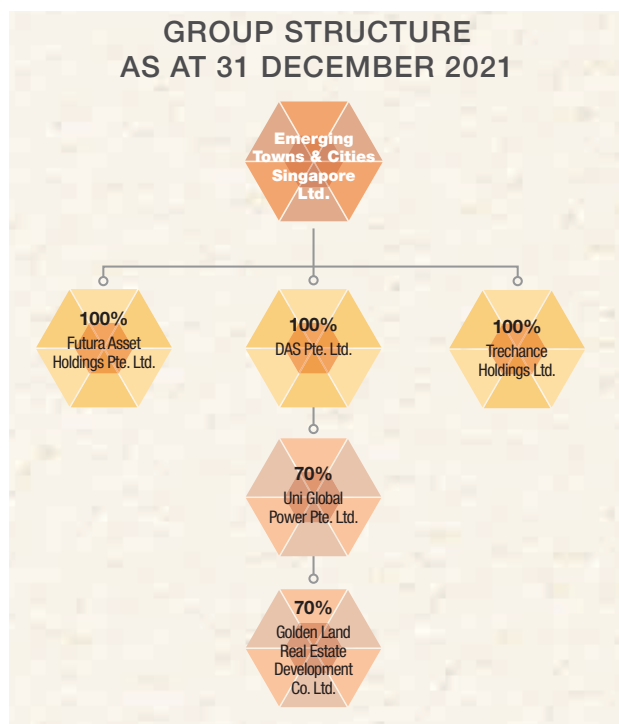 GROUP STRUCTURE
AS AT 31 DECEMBER 2021
Emerging
Towns & Cities
Singapore
Ltd.
100%
Futura Asset
Holdings Pte. Ltd.
100%
DAS Pte. Ltd.
100%
Trechance
Holdings Ltd.
70%
Uni Global
Power Pte. Ltd.
70%
Golden Land
Real Estate
Development
Co. Ltd.